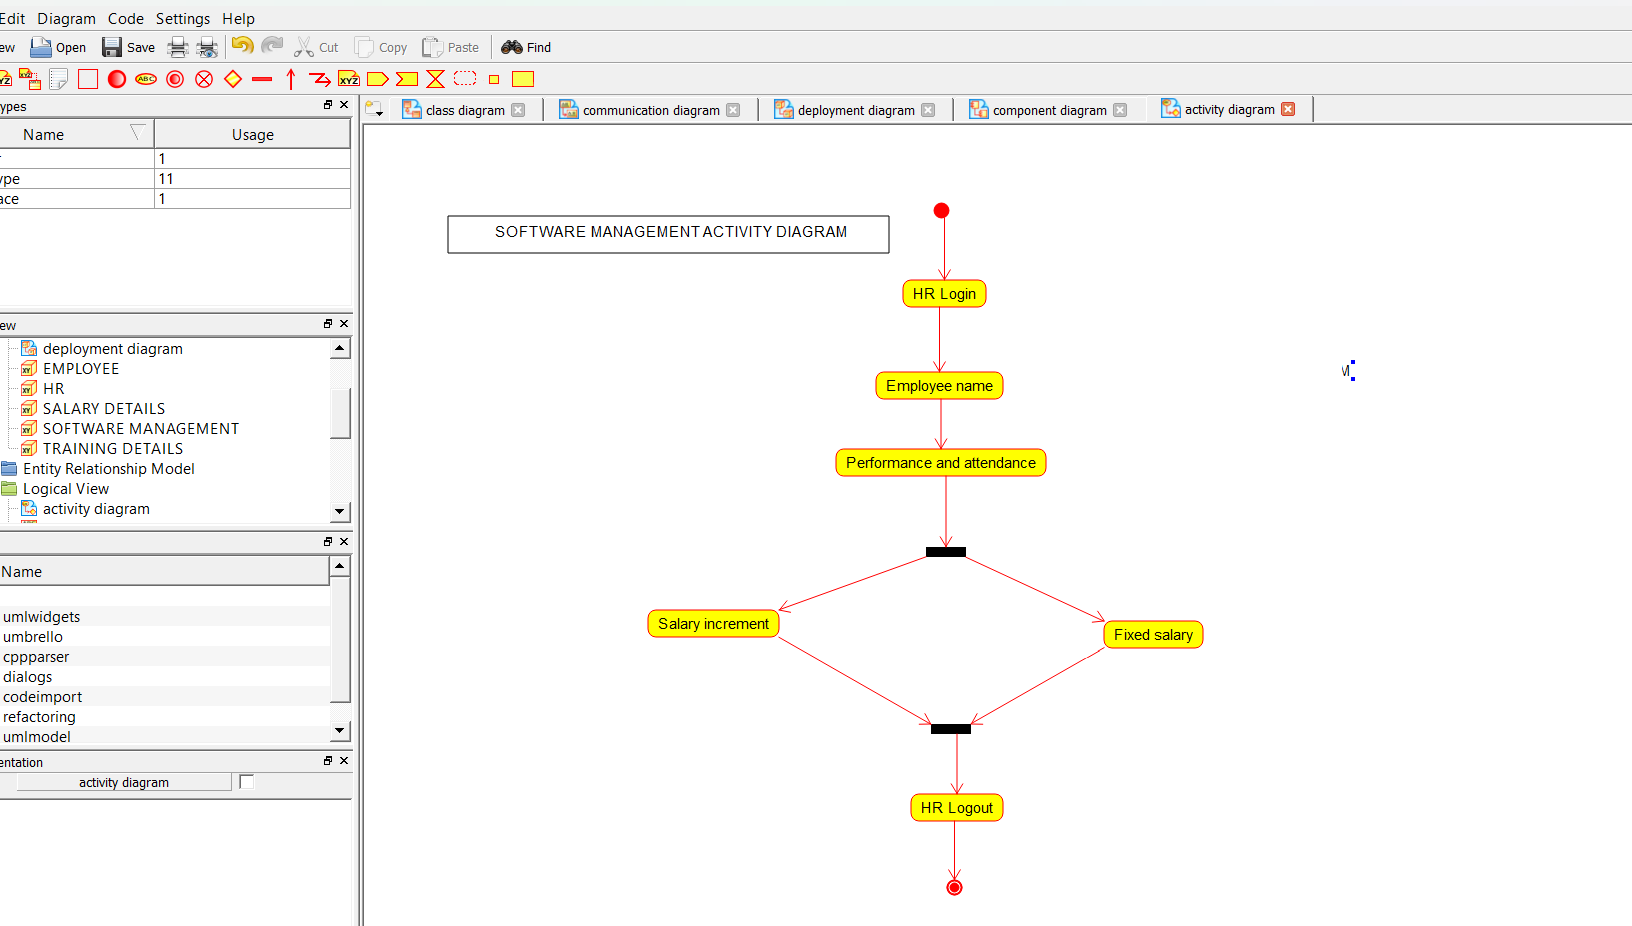 Edit Diagram Code Settings Help
ew Open Save Cut Copy Paste Find
XYZ ABC XYZ
ypes
Name Usage
1
ype 11
ace 1
ew
deployment diagram
EMPLOYEE
HR
SALARY DETAILS
SOFTWARE MANAGEMENT
TRAINING DETAILS
Entity Relationship Model
Logical View
activity diagram
Name
umlwidgets
umbrello
cppparser
dialogs
codeimport
refactoring
umlmodel
entation
activity diagram
class diagram communication diagram deployment diagram component diagram activity diagram
SOFTWARE MANAGEMENT ACTIVITY DIAGRAM
HR Login
Employee name
Performance and attendance
Salary increment
Fixed salary
HR Logout
M